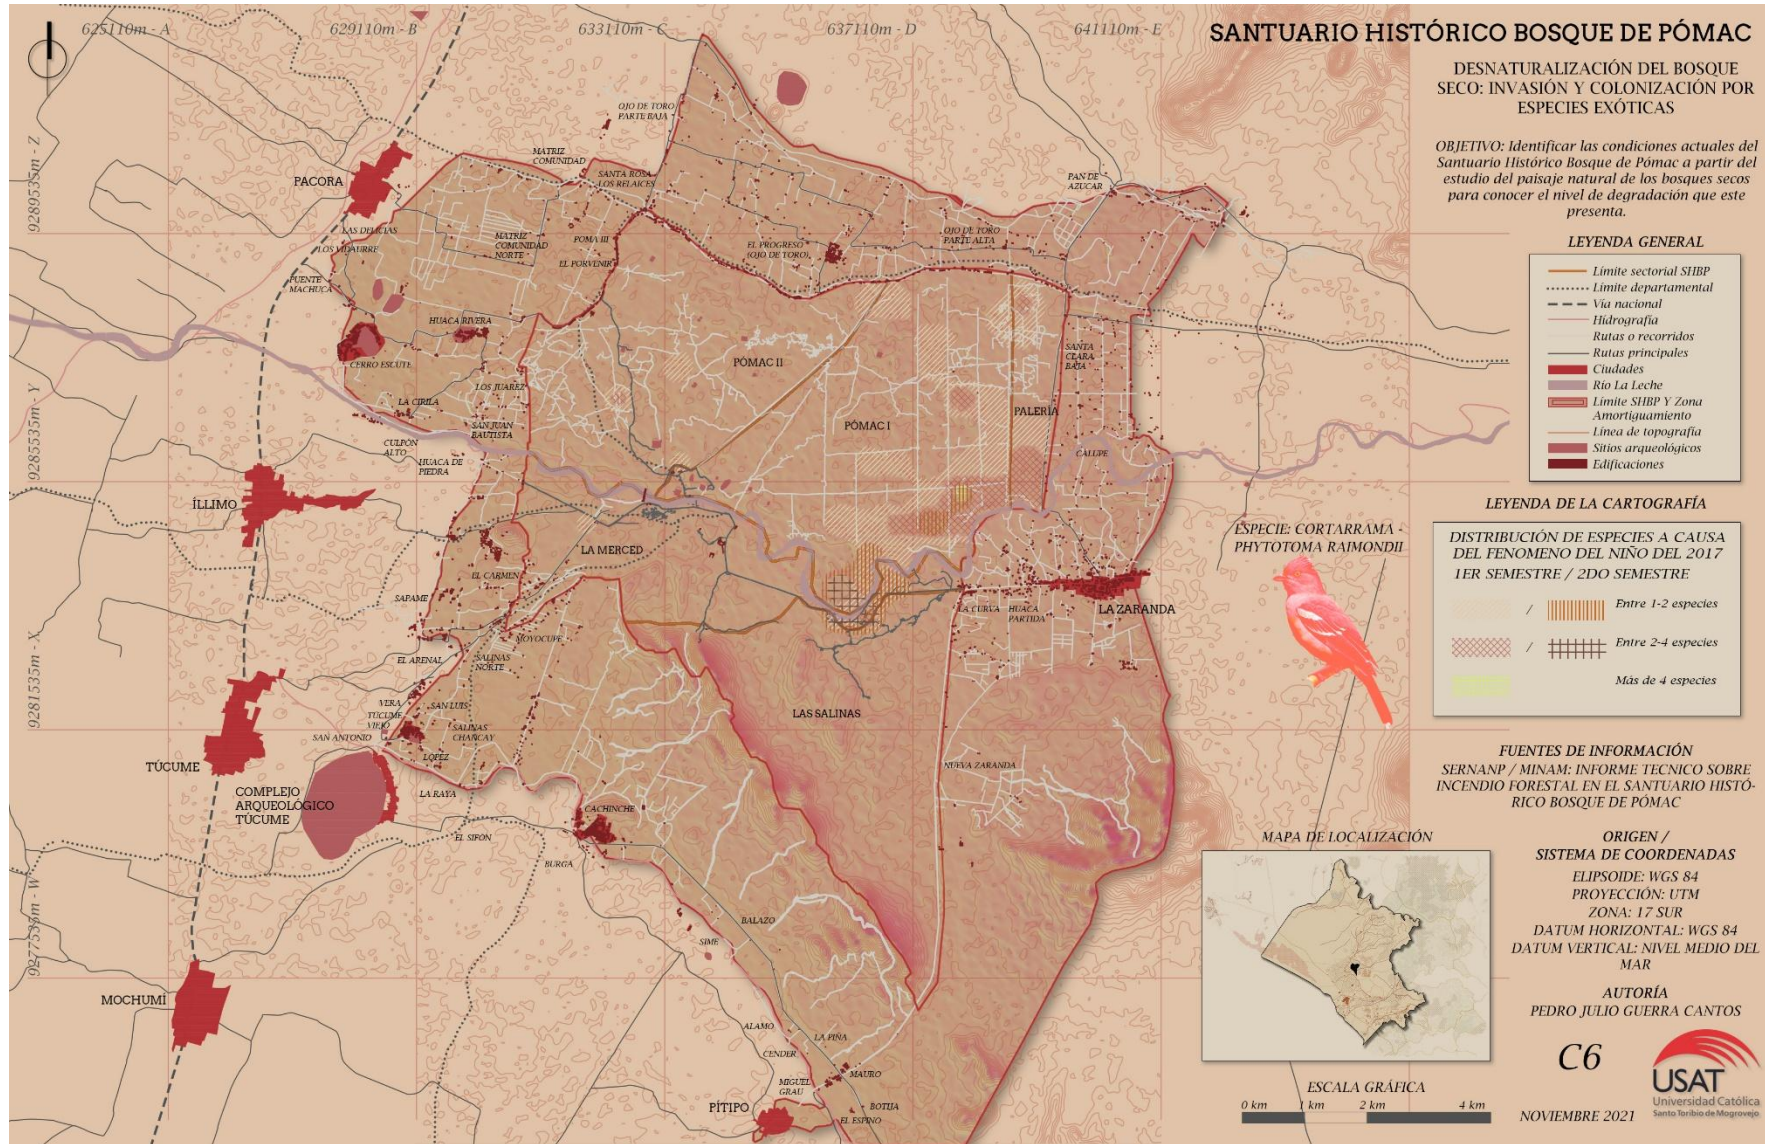 625110m - A
629110m - B
633110m - C
637110m - D
641110m - E
SANTUARIO HISTÓRICO BOSQUE DE PÓMAC
DESNATURALIZACIÓN DEL BOSQUE
SECO: INVASIÓN Y COLONIZACIÓN POR
ESPECIES EXÓTICAS
OBJETIVO: Identificar las condiciones actuales del
Santuario Histórico Bosque de Pómac a partir del
estudio del paisaje natural de los bosques secos
para conocer el nivel de degradación que este
presenta.
LEYENDA GENERAL
Límite sectorial SHBP
Límite departamental
Vía nacional
Hidrografía
Rutas o recorridos
Rutas principales
Ciudades
Río La Leche
Límite SHBP Y Zona
Amortiguamiento
Línea de topografía
Sitios arqueológicos
Edificaciones
LEYENDA DE LA CARTOGRAFÍA
DISTRIBUCIÓN DE ESPECIES A CAUSA
DEL FENOMENO DEL NIÑO DEL 2017
1ER SEMESTRE / 2DO SEMESTRE
/ Entre 1-2 especies
/ Entre 2-4 especies
Más de 4 especies
FUENTES DE INFORMACIÓN
SERNANP / MINAM: INFORME TECNICO SOBRE
INCENDIO FORESTAL EN EL SANTUARIO HISTÓ-
RICO BOSQUE DE PÓMAC
ORIGEN /
SISTEMA DE COORDENADAS
ELIPSOIDE: WGS 84
PROYECCIÓN: UTM
ZONA: 17 SUR
DATUM HORIZONTAL: WGS 84
DATUM VERTICAL: NIVEL MEDIO DEL
MAR
AUTORÍA
PEDRO JULIO GUERRA CANTOS
C6
NOVIEMBRE 2021
USAT
Universidad Católica
Santo Toribio de Mogrovejo
MAPA DE LOCALIZACIÓN
ESCALA GRÁFICA
0 km 1 km 2 km 4 km
ESPECIE: CORTARRAMA -
PHYTOTOMA RAIMONDII
9289535m - Z
9285535m - Y
9281535m - X
9277535m - W
OJO DE TORO
PARTE BAJA
MATRIZ
COMUNIDAD
SANTA ROSA
LOS RELAICES
PAN DE
AZUCAR
PACORA
LAS DELICIAS
LOS VIDAURRE
MATRIZ
COMUNIDAD
NORTE
POMA III
EL PORVENIR
EL PROGRESO
(OJO DE TORO)
OJO DE TORO
PARTE ALTA
PUENTE
MACHUCA
HUACA RIVERA
CERRO ESCUTE
PÓMAC II
SANTA
CLARA
BAJA
LOS JUAREZ
LA CIRILA
SAN JUAN
BAUTISTA
PÓMAC I
PALERÍA
CULPÓN
ALTO
HUACA DE
PIEDRA
CALUPE
ÍLLIMO
LA MERCED
EL CARMEN
SAPAME
LA CURVA
HUACA
PARTIDA
LA ZARANDA
MOYOCUPE
EL ARENAL
SALINAS
NORTE
VERA
TÚCUME
VIEJO
SAN LUIS
SALINAS
CHANCAY
SAN ANTONIO
LOPEZ
LAS SALINAS
TÚCUME
NUEVA ZARANDA
COMPLEJO
ARQUEOLÓGICO
TÚCUME
LA RAYA
CACHINCHE
EL SIFON
BURGA
BALAZO
SIME
MOCHUMÍ
ALAMO
LA PIÑA
CENDER
MAURO
MIGUEL
GRAU
PÍTIPO
BOTIJA
EL ESPINO